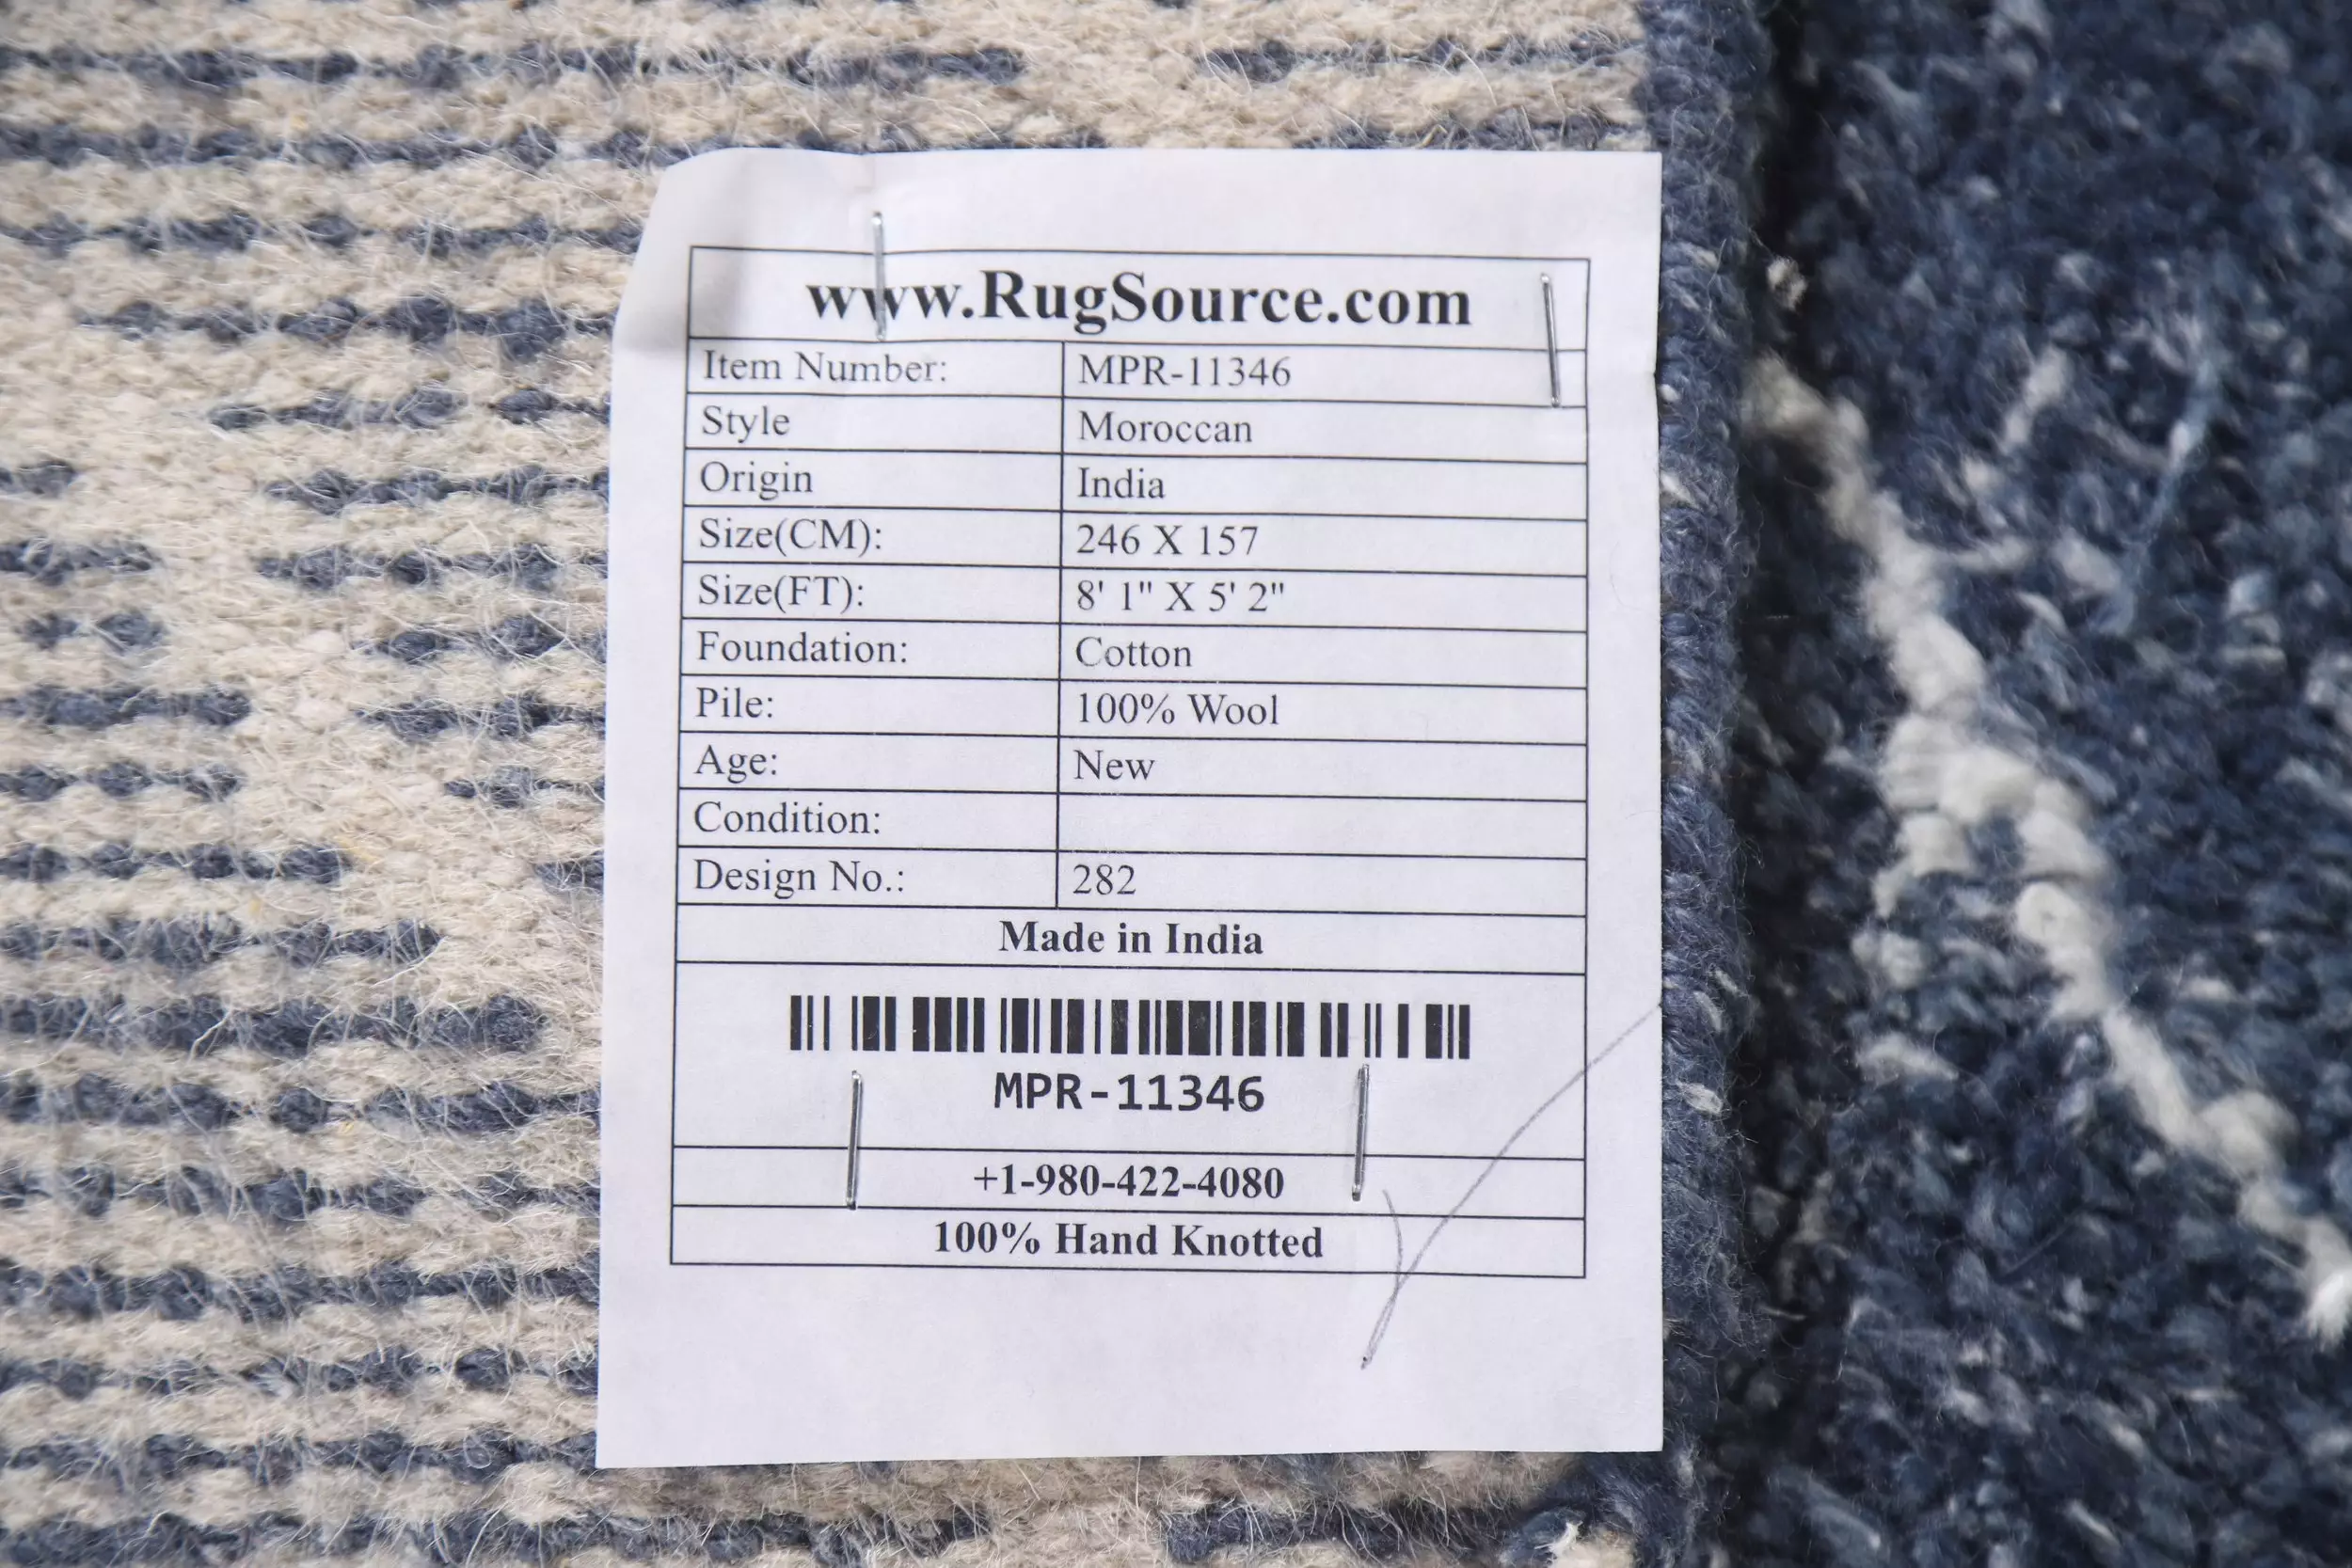 www.RugSource.com
Item Number: MPR-11346
Style Moroccan
Origin India
Size(CM): 246 X 157
Size(FT): 8' 1" X 5' 2"
Foundation: Cotton
Pile: 100% Wool
Age: New
Condition:
Design No.: 282
Made in India
MPR-11346
+1-980-422-4080
100% Hand Knotted